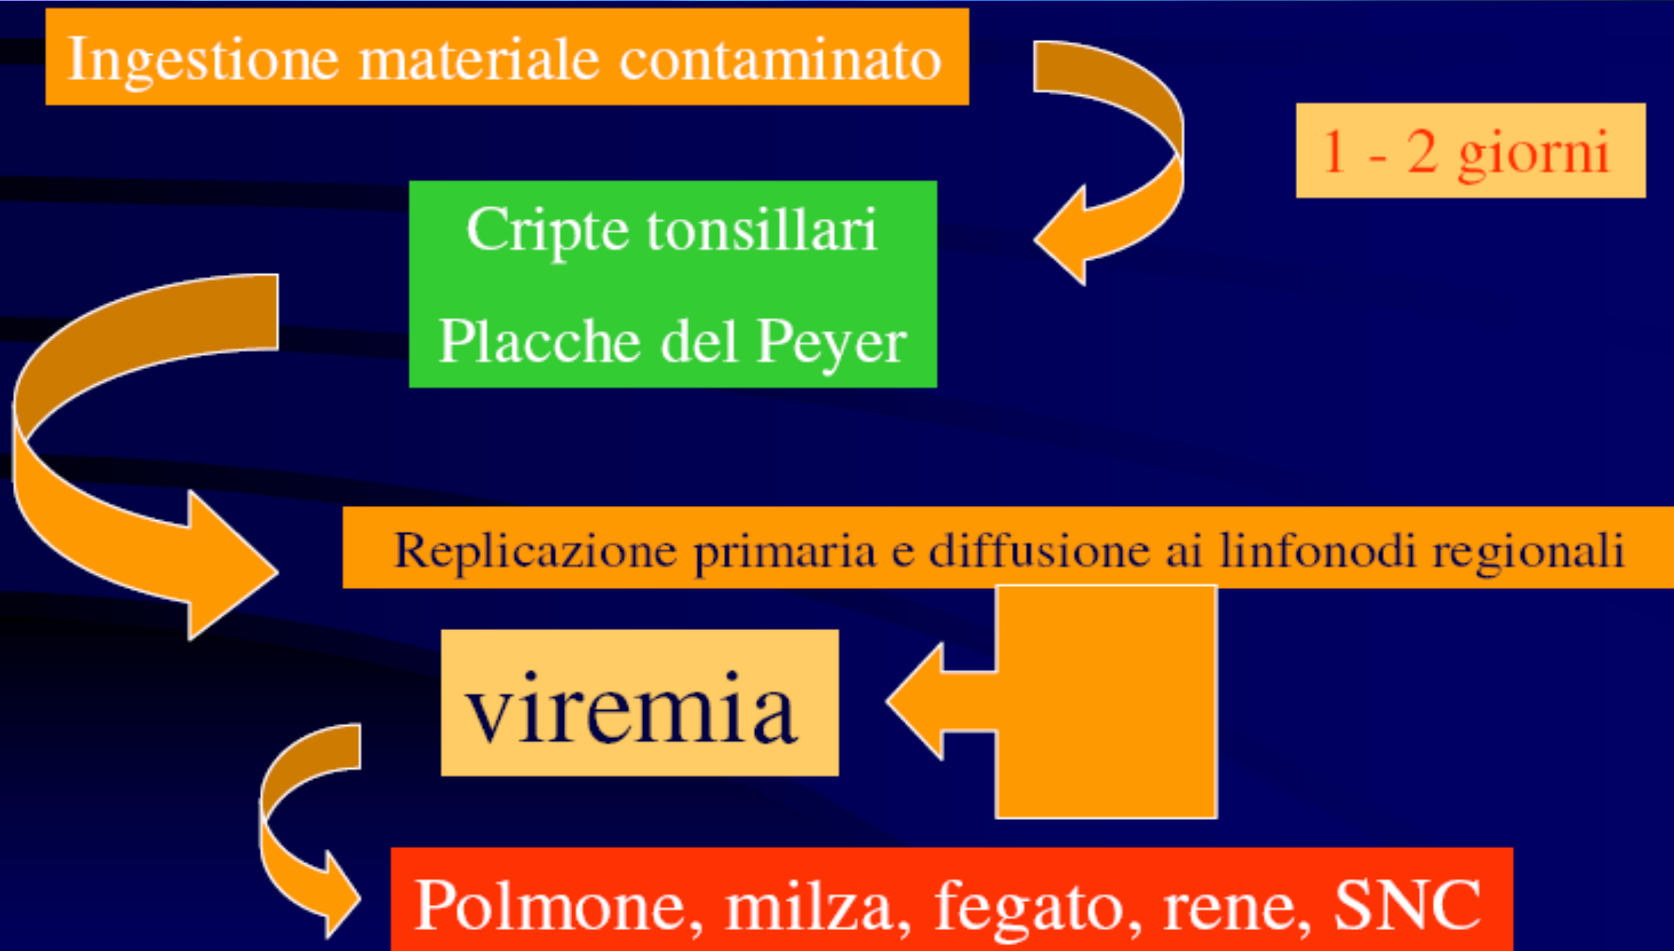 Ingestione materiale contaminato
1 - 2 giorni
Cripte tonsillari
Placche del Peyer
Replicazione primaria e diffusione ai linfonodi regionali
viremia
Polmone, milza, fegato, rene, SNC